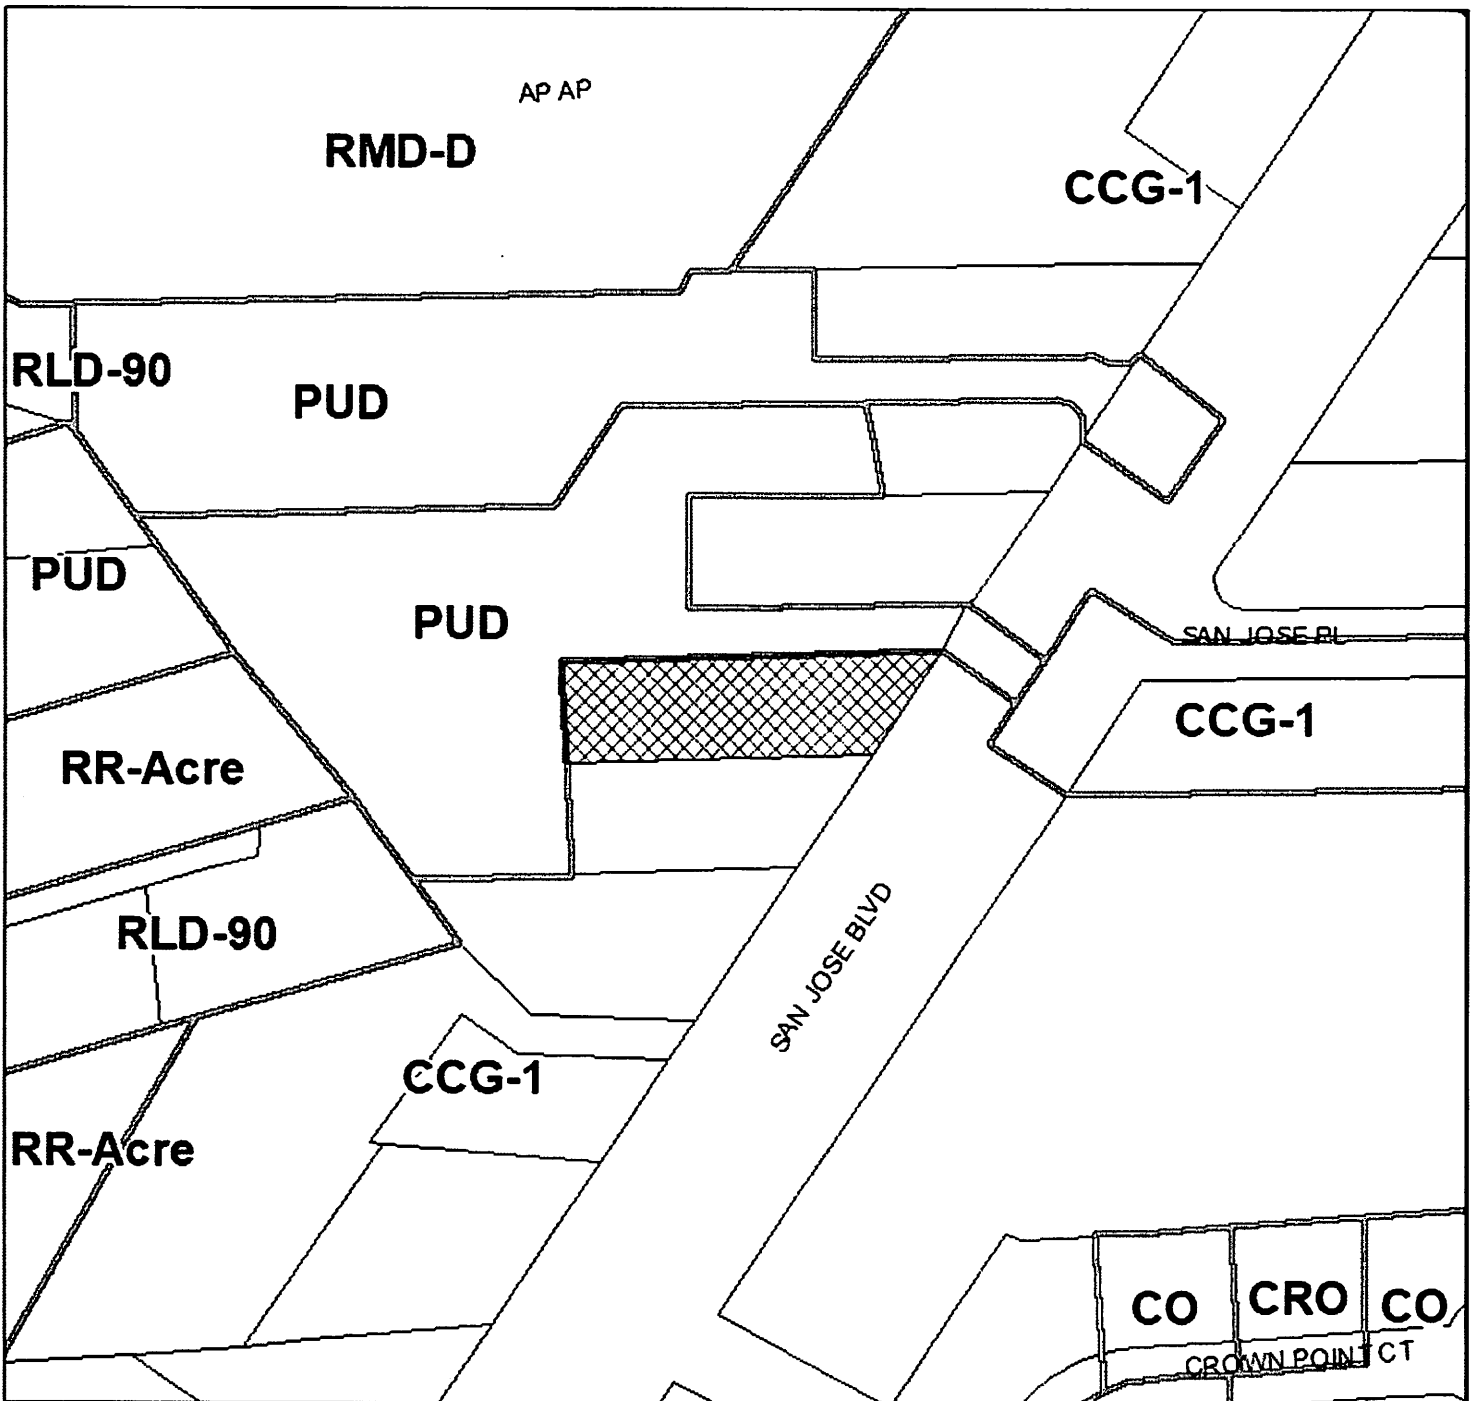 AP AP
RMD-D
CCG-1
RLD-90
PUD
PUD
PUD
SAN JOSE PL
CCG-1
RR-Acre
RLD-90
SAN JOSE BLVD
CCG-1
RR-Acre
CO
CRO
CO
CROWN POINT CT